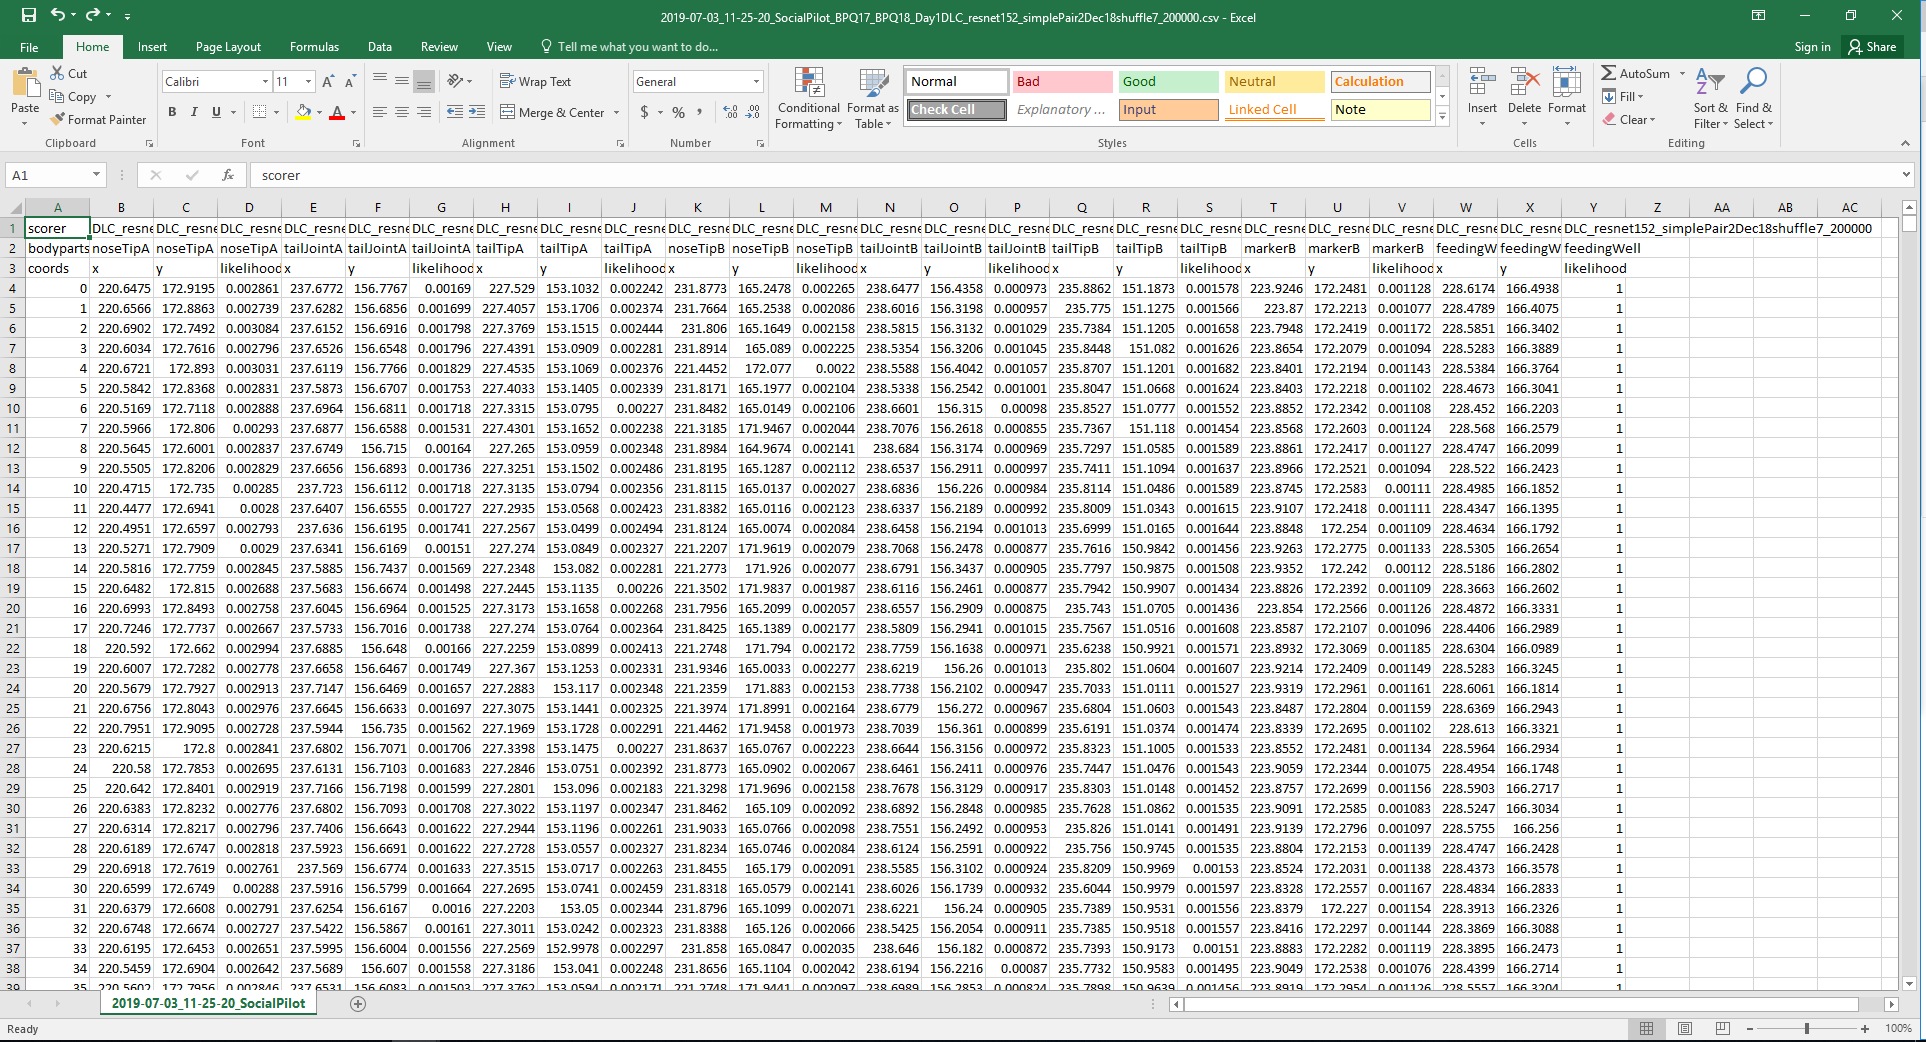 2019-07-03_11-25-20_SocialPilot_BPQ17_BPQ18_Day1DLC_resnet152_simplePair2Dec18shuffle7_200000.csv - Excel
File Home Insert Page Layout Formulas Data Review View Tell me what you want to do... Sign in Share
Cut Calibri 11 Wrap Text General Normal Bad Good Neutral Calculation AutoSum
Paste Copy Conditional Formatting Format as Table Insert Delete Format Fill Sort & Filter Find & Select
Format Painter B I U Merge & Center $ % Check Cell Explanatory ... Input Linked Cell Note Clear
Clipboard Font Alignment Number Styles Cells Editing
A1 fx scorer
A B C D E F G H I J K L M N O P Q R S T U V W X Y Z AA AB AC
1 scorer DLC_resne DLC_resne DLC_resne DLC_resne DLC_resne DLC_resne DLC_resne DLC_resne DLC_resne DLC_resne DLC_resne DLC_resne DLC_resne DLC_resne DLC_resne DLC_resne DLC_resne DLC_resne DLC_resne DLC_resne DLC_resne DLC_resne DLC_resne DLC_resnet152_simplePair2Dec18shuffle7_200000
2 bodyparts noseTipA noseTipA noseTipA tailJointA tailJointA tailJointA tailTipA tailTipA tailTipA noseTipB noseTipB noseTipB tailJointB tailJointB tailJointB tailTipB tailTipB tailTipB markerB markerB markerB feedingW feedingW feedingWell
3 coords x y likelihood x y likelihood x y likelihood x y likelihood x y likelihood x y likelihood x y likelihood x y likelihood
4 0 220.6475 172.9195 0.002861 237.6772 156.7767 0.00169 227.529 153.1032 0.002242 231.8773 165.2478 0.002265 238.6477 156.4358 0.000973 235.8862 151.1873 0.001578 223.9246 172.2481 0.001128 228.6174 166.4938 1
5 1 220.6566 172.8863 0.002739 237.6282 156.6856 0.001699 227.4057 153.1706 0.002374 231.7664 165.2538 0.002086 238.6016 156.3198 0.000957 235.775 151.1275 0.001566 223.87 172.2213 0.001077 228.4789 166.4075 1
6 2 220.6902 172.7492 0.003084 237.6152 156.6916 0.001798 227.3769 153.1515 0.002444 231.806 165.1649 0.002158 238.5815 156.3132 0.001029 235.7384 151.1205 0.001658 223.7948 172.2419 0.001172 228.5851 166.3402 1
7 3 220.6034 172.7616 0.002796 237.6526 156.6548 0.001796 227.4391 153.0909 0.002281 231.8914 165.089 0.002225 238.5354 156.3206 0.001045 235.8448 151.082 0.001626 223.8654 172.2079 0.001094 228.5283 166.3889 1
8 4 220.6721 172.893 0.003031 237.6119 156.7766 0.001829 227.4535 153.1069 0.002376 221.4452 172.077 0.0022 238.5588 156.4042 0.001057 235.8707 151.1201 0.001682 223.8401 172.2194 0.001143 228.5384 166.3764 1
9 5 220.5842 172.8368 0.002831 237.5873 156.6707 0.001753 227.4033 153.1405 0.002339 231.8171 165.1977 0.002104 238.5338 156.2542 0.001001 235.8047 151.0668 0.001624 223.8403 172.2218 0.001102 228.4673 166.3041 1
10 6 220.5169 172.7118 0.002888 237.6964 156.6811 0.001718 227.3315 153.0795 0.00227 231.8482 165.0149 0.002106 238.6601 156.315 0.00098 235.8527 151.0777 0.001552 223.8852 172.2342 0.001108 228.452 166.2203 1
11 7 220.5966 172.806 0.00293 237.6877 156.6588 0.001531 227.4301 153.1652 0.002238 221.3185 171.9467 0.002044 238.7076 156.2618 0.000855 235.7367 151.118 0.001454 223.8568 172.2603 0.001124 228.568 166.2579 1
12 8 220.5645 172.6001 0.002837 237.6749 156.715 0.00164 227.265 153.0959 0.002348 231.8984 164.9674 0.002141 238.684 156.3174 0.000969 235.7297 151.0585 0.001589 223.8861 172.2417 0.001127 228.4747 166.2099 1
13 9 220.5505 172.8206 0.002829 237.6656 156.6893 0.001736 227.3251 153.1502 0.002486 231.8195 165.1287 0.002112 238.6537 156.2911 0.000997 235.7411 151.1094 0.001637 223.8966 172.2521 0.001094 228.522 166.2423 1
14 10 220.4715 172.735 0.00285 237.723 156.6112 0.001718 227.3135 153.0794 0.002356 231.8115 165.0137 0.002027 238.6836 156.226 0.000984 235.8114 151.0486 0.001589 223.8745 172.2583 0.00111 228.4985 166.1852 1
15 11 220.4477 172.6941 0.0028 237.6407 156.6555 0.001727 227.2935 153.0568 0.002423 231.8382 165.0116 0.002123 238.6337 156.2189 0.000992 235.8009 151.0343 0.001615 223.9107 172.2418 0.001111 228.4347 166.1395 1
16 12 220.4951 172.6597 0.002793 237.636 156.6195 0.001741 227.2567 153.0499 0.002494 231.8124 165.0074 0.002084 238.6458 156.2194 0.001013 235.6999 151.0165 0.001644 223.8848 172.254 0.001109 228.4634 166.1792 1
17 13 220.5271 172.7909 0.0029 237.6341 156.6169 0.00151 227.274 153.0849 0.002327 221.2207 171.9619 0.002079 238.7068 156.2478 0.000877 235.7616 150.9842 0.001456 223.9263 172.2775 0.001133 228.5305 166.2654 1
18 14 220.5816 172.7759 0.002845 237.5885 156.7437 0.001569 227.2348 153.082 0.002281 221.2773 171.926 0.002077 238.6791 156.3437 0.000905 235.7797 150.9875 0.001508 223.9352 172.242 0.00112 228.5186 166.2802 1
19 15 220.6482 172.815 0.002688 237.5683 156.6674 0.001498 227.2445 153.1135 0.00226 221.3502 171.9837 0.001987 238.6116 156.2461 0.000877 235.7942 150.9907 0.001434 223.8826 172.2392 0.001109 228.3663 166.2602 1
20 16 220.6993 172.8493 0.002758 237.6045 156.6964 0.001525 227.3173 153.1658 0.002268 231.7956 165.2099 0.002057 238.6557 156.2909 0.000875 235.743 151.0705 0.001436 223.854 172.2566 0.001126 228.4872 166.3331 1
21 17 220.7246 172.7737 0.002667 237.5733 156.7016 0.001738 227.274 153.0764 0.002364 231.8425 165.1389 0.002177 238.5809 156.2941 0.001015 235.7567 151.0516 0.001608 223.8587 172.2107 0.001096 228.4406 166.2989 1
22 18 220.592 172.662 0.002994 237.6885 156.648 0.00166 227.2259 153.0899 0.002413 221.2748 171.794 0.002172 238.7759 156.1638 0.000971 235.6238 150.9921 0.001571 223.8932 172.3069 0.001185 228.6304 166.0989 1
23 19 220.6007 172.7282 0.002778 237.6658 156.6467 0.001749 227.367 153.1253 0.002331 231.9346 165.0033 0.002277 238.6219 156.26 0.001013 235.802 151.0604 0.001607 223.9214 172.2409 0.001149 228.5283 166.3245 1
24 20 220.5679 172.7927 0.002913 237.7147 156.6469 0.001657 227.2883 153.117 0.002348 221.2359 171.883 0.002153 238.7738 156.2102 0.000947 235.7033 151.0111 0.001527 223.9319 172.2961 0.001161 228.6061 166.1814 1
25 21 220.6756 172.8043 0.002976 237.6645 156.6633 0.001697 227.3075 153.1441 0.002325 221.3974 171.8991 0.002164 238.6779 156.272 0.000967 235.6804 151.0603 0.001543 223.8487 172.2804 0.001159 228.6369 166.2943 1
26 22 220.7951 172.9095 0.002728 237.5944 156.735 0.001562 227.1969 153.1728 0.002291 221.4462 171.9458 0.001973 238.7039 156.361 0.000899 235.6191 151.0374 0.001474 223.8339 172.2695 0.001102 228.613 166.3321 1
27 23 220.6215 172.8 0.002841 237.6802 156.7071 0.001706 227.3398 153.1475 0.00227 231.8637 165.0767 0.002223 238.6644 156.3156 0.000972 235.8323 151.1005 0.001533 223.8552 172.2481 0.001134 228.5964 166.2934 1
28 24 220.58 172.7853 0.002695 237.6131 156.7103 0.001683 227.2846 153.0751 0.002392 231.8773 165.0902 0.002067 238.6461 156.2411 0.000976 235.7447 151.0476 0.001543 223.9059 172.2344 0.001075 228.4954 166.1748 1
29 25 220.642 172.8401 0.002919 237.7166 156.7198 0.001599 227.2801 153.096 0.002183 221.3298 171.9696 0.002158 238.7678 156.3129 0.000917 235.8303 151.0148 0.001452 223.8757 172.2699 0.001156 228.5903 166.2717 1
30 26 220.6383 172.8232 0.002776 237.6802 156.7093 0.001708 227.3022 153.1197 0.002347 231.8462 165.109 0.002092 238.6892 156.2848 0.000985 235.7628 151.0862 0.001535 223.9091 172.2585 0.001083 228.5247 166.3034 1
31 27 220.6314 172.8217 0.002796 237.7406 156.6643 0.001622 227.2944 153.1196 0.002261 231.9033 165.0766 0.002098 238.7551 156.2492 0.000953 235.826 151.0141 0.001491 223.9139 172.2796 0.001097 228.5755 166.256 1
32 28 220.6189 172.6747 0.002818 237.5923 156.6691 0.001622 227.2728 153.0557 0.002327 231.8234 165.0746 0.002084 238.6124 156.2591 0.000922 235.756 150.9745 0.001535 223.8804 172.2153 0.001139 228.4747 166.2428 1
33 29 220.6918 172.7619 0.002761 237.569 156.6774 0.001633 227.3515 153.0717 0.002263 231.8455 165.179 0.002091 238.5585 156.3102 0.000924 235.8209 150.9969 0.00153 223.8524 172.2031 0.001138 228.4373 166.3578 1
34 30 220.6599 172.6749 0.00288 237.5916 156.5799 0.001664 227.2695 153.0741 0.002459 231.8318 165.0579 0.002141 238.6026 156.1739 0.000932 235.6044 150.9979 0.001597 223.8328 172.2557 0.001167 228.4834 166.2833 1
35 31 220.6379 172.6608 0.002791 237.6254 156.6167 0.0016 227.2203 153.05 0.002344 231.8796 165.1099 0.002071 238.6221 156.24 0.000905 235.7389 150.9531 0.001556 223.8379 172.227 0.001154 228.3913 166.2326 1
36 32 220.6748 172.6674 0.002727 237.5422 156.5867 0.00161 227.3011 153.0242 0.002323 231.8388 165.126 0.002066 238.5425 156.2054 0.000911 235.7385 150.9518 0.001557 223.8416 172.2297 0.001144 228.3869 166.3088 1
37 33 220.6195 172.6453 0.002651 237.5995 156.6004 0.001556 227.2569 152.9978 0.002297 231.858 165.0847 0.002035 238.646 156.182 0.000872 235.7393 150.9173 0.00151 223.8883 172.2282 0.001119 228.3895 166.2473 1
38 34 220.5459 172.6904 0.002642 237.5689 156.607 0.001558 227.3186 153.041 0.002248 231.8656 165.1104 0.002042 238.6194 156.2216 0.00087 235.7732 150.9583 0.001495 223.9049 172.2538 0.001076 228.4399 166.2714 1
39 35 220.5602 172.7956 0.002846 237.6531 156.6083 0.001503 227.3762 153.0594 0.002171 221.2748 171.9441 0.002097 238.6989 156.2853 0.000824 235.7898 150.9639 0.001456 223.8919 172.2954 0.001126 228.5557 166.3204 1
2019-07-03_11-25-20_SocialPilot
Ready 100%